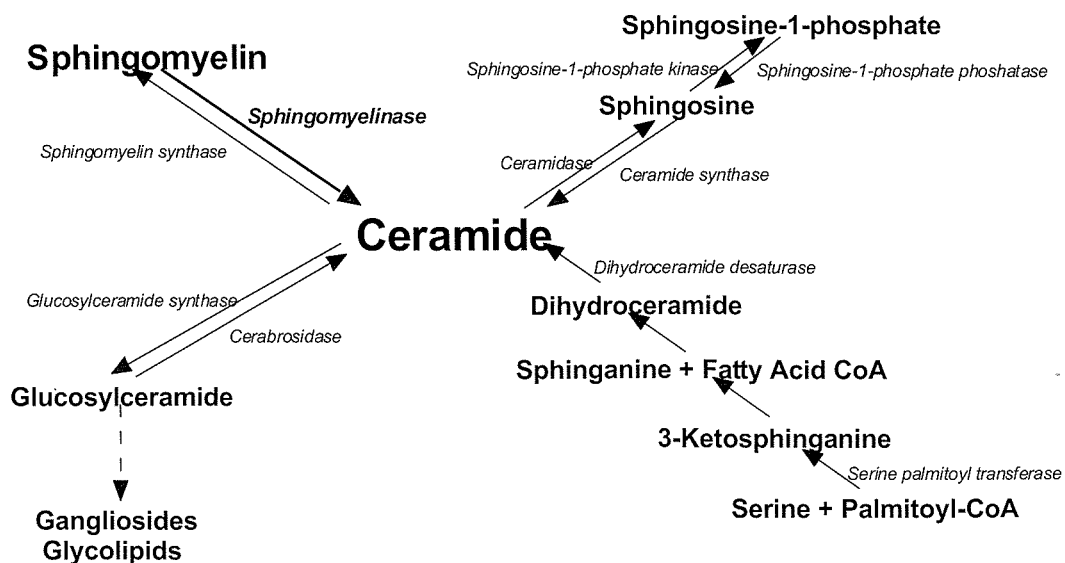 Sphingosine-1-phosphate
Sphingomyelin
Sphingosine-1-phosphate kinase
Sphingosine-1-phosphate phoshatase
Sphingosine
Sphingomyelinase
Sphingomyelin synthase
Ceramidase
Ceramide synthase
Ceramide
Dihydroceramide desaturase
Glucosylceramide synthase
Dihydroceramide
Cerabrosidase
Sphinganine + Fatty Acid CoA
Glucosylceramide
3-Ketosphinganine
Serine palmitoyl transferase
Serine + Palmitoyl-CoA
Gangliosides
Glycolipids